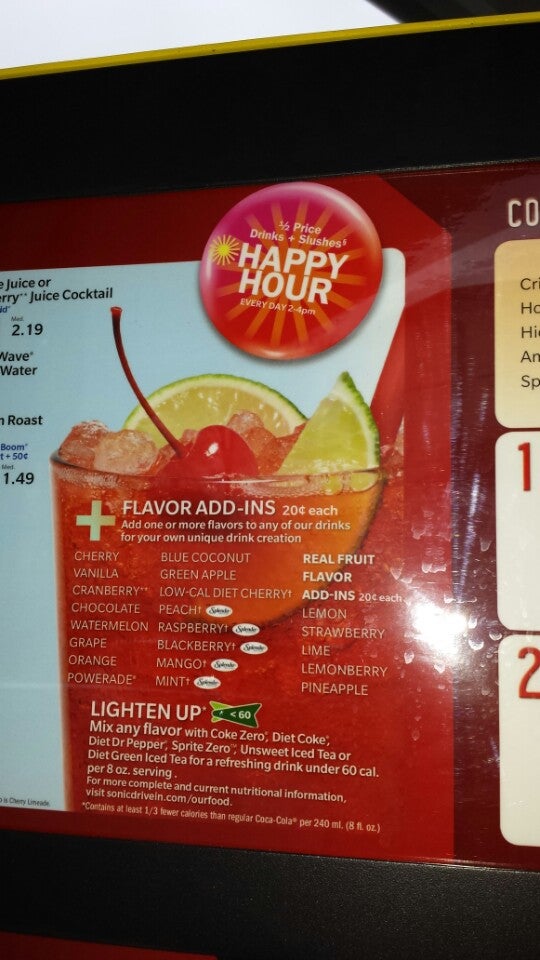 ½ Price
Drinks + Slushes§
HAPPY
HOUR
EVERY DAY 2-4pm
e Juice or
erry** Juice Cocktail
Med.
2.19
Wave*
Water
n Roast
Boom*
t + 50¢
Med.
1.49
+ FLAVOR ADD-INS 20¢ each
Add one or more flavors to any of our drinks
for your own unique drink creation
CHERRY
VANILLA
CRANBERRY**
CHOCOLATE
WATERMELON
GRAPE
ORANGE
POWERADE*
BLUE COCONUT
GREEN APPLE
LOW-CAL DIET CHERRY†
PEACH† Splenda
RASPBERRY† Splenda
BLACKBERRY† Splenda
MANGO† Splenda
MINT† Splenda
REAL FRUIT
FLAVOR
ADD-INS 20¢ each
LEMON
STRAWBERRY
LIME
LEMONBERRY
PINEAPPLE
LIGHTEN UP* < 60
Mix any flavor with Coke Zero, Diet Coke,
Diet Dr Pepper, Sprite Zero, Unsweet Iced Tea or
Diet Green Iced Tea for a refreshing drink under 60 cal.
per 8 oz. serving.
For more complete and current nutritional information,
visit sonicdrivein.com/ourfood.
*Contains at least 1/3 fewer calories than regular Coca-Cola® per 240 ml. (8 fl. oz.)
o is Cherry Limeade.
CO
Cri
Ho
Hi
Am
Sp
1
2